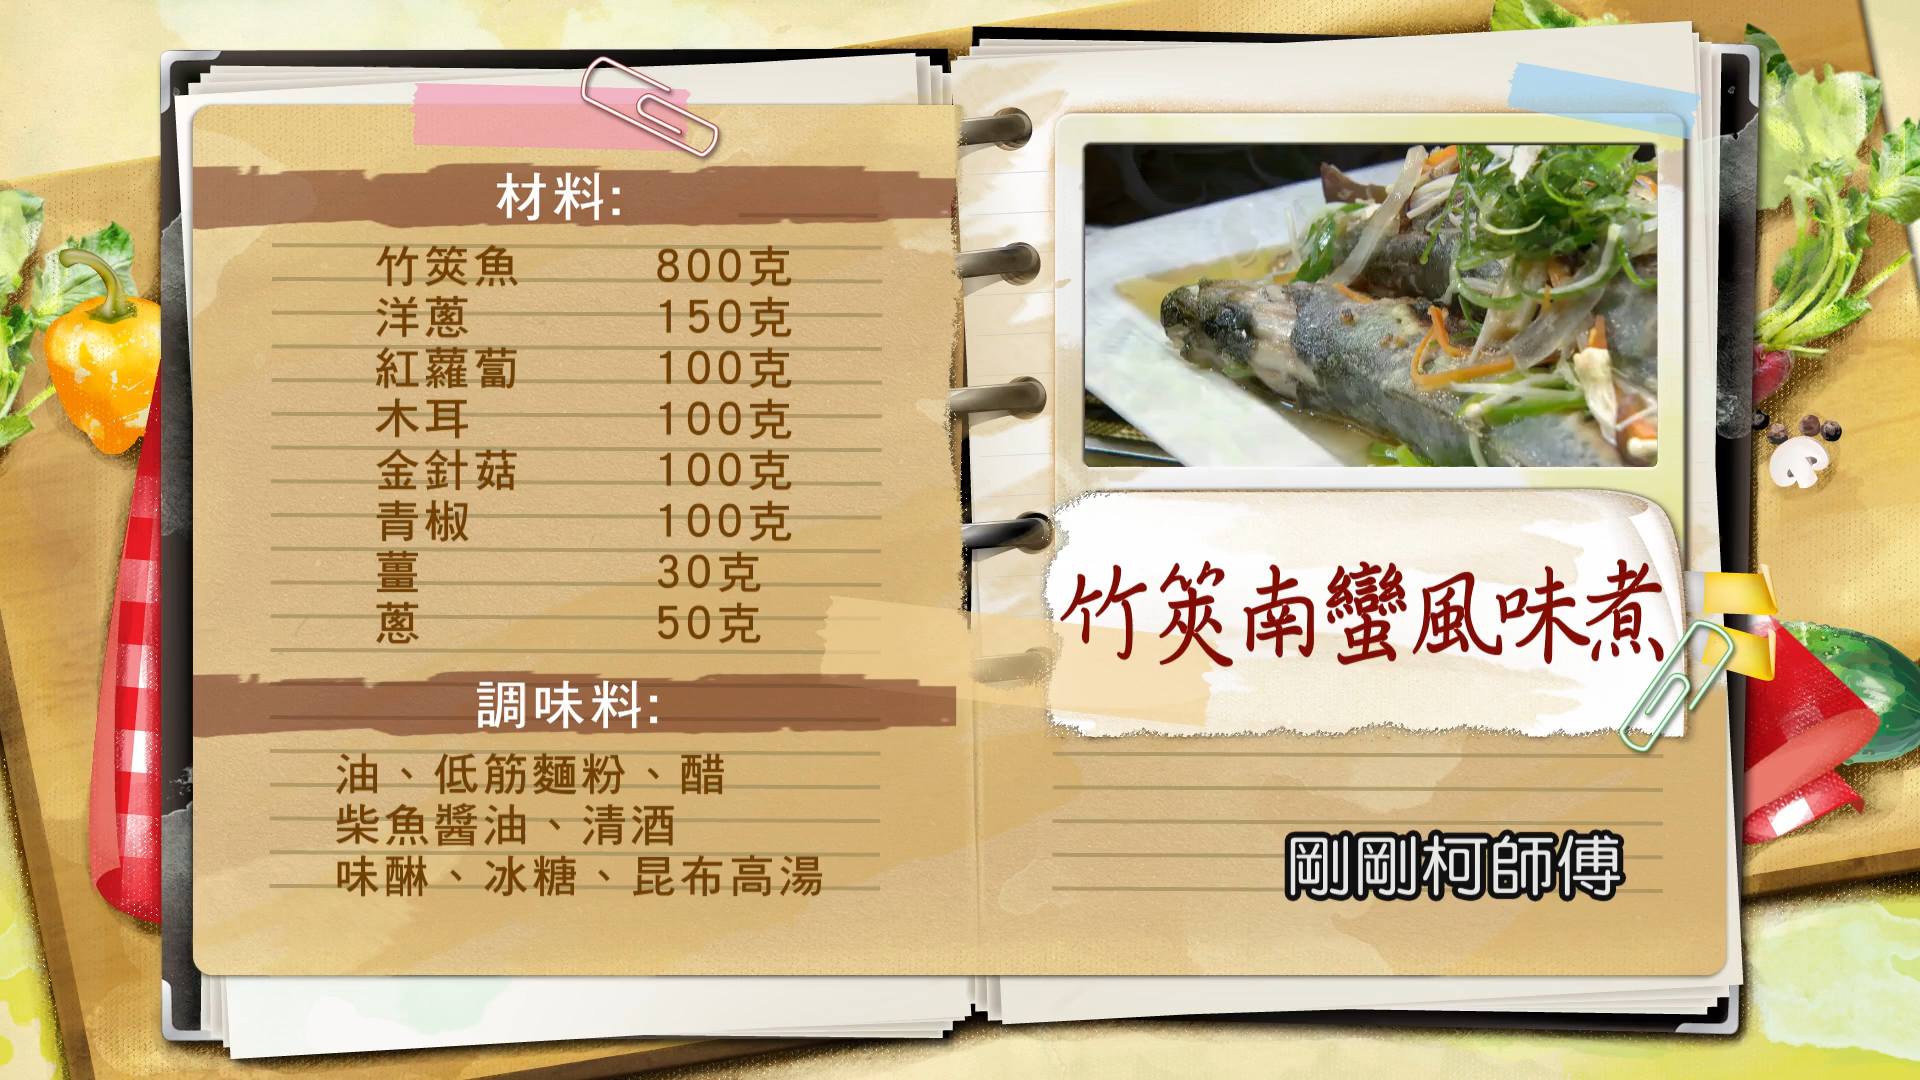 材料:
竹筴魚 800克
洋蔥 150克
紅蘿蔔 100克
木耳 100克
金針菇 100克
青椒 100克
薑 30克
蔥 50克
調味料:
油、低筋麵粉、醋
柴魚醬油、清酒
味醂、冰糖、昆布高湯
竹筴南蠻風味煮
剛剛柯師傅